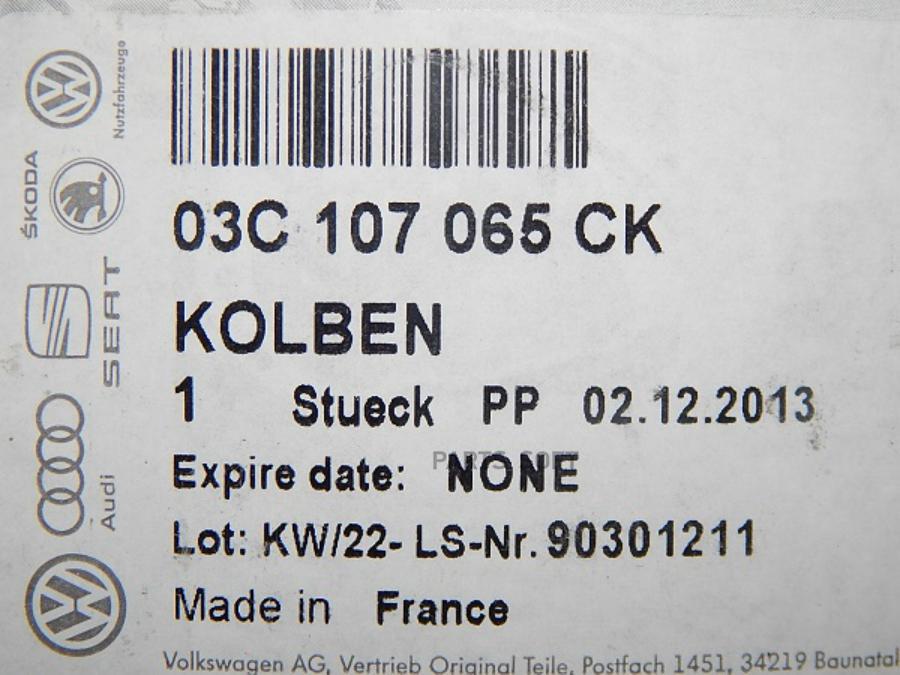 Nutzfahrzeuge
ŠKODA
SEAT
Audi
03C 107 065 CK
KOLBEN
1 Stueck PP 02.12.2013
Expire date: NONE
Lot: KW/22- LS-Nr. 90301211
Made in France
Volkswagen AG, Vertrieb Original Teile, Postfach 1451, 34219 Baunatal